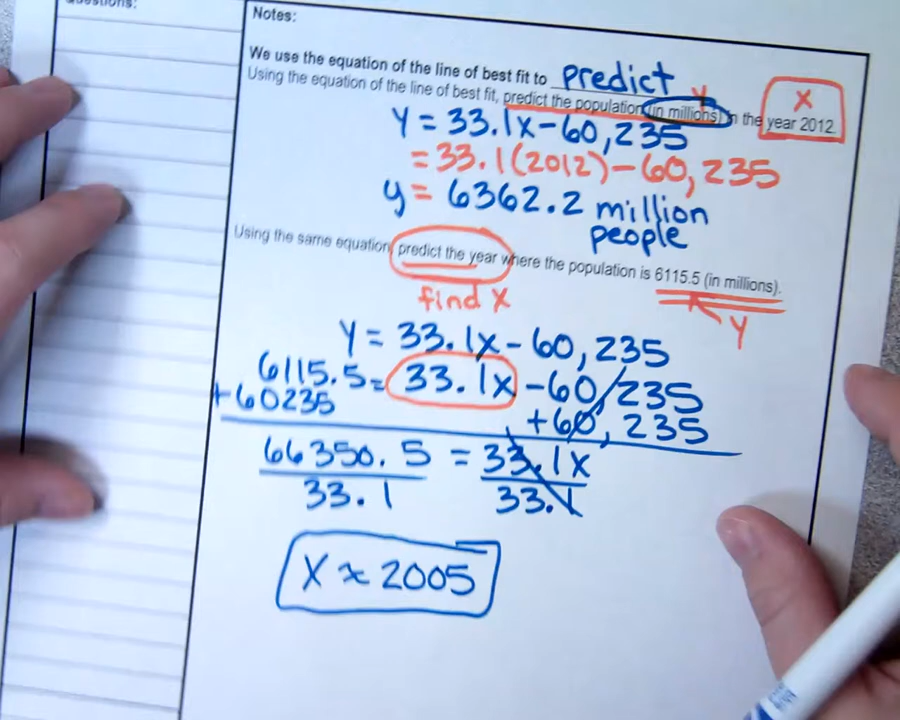 Notes:
We use the equation of the line of best fit to predict
Using the equation of the line of best fit, predict the population (in millions) in the year 2012.
Y
X
Y = 33.1x - 60,235
= 33.1(2012) - 60,235
y = 6362.2 million
people
Using the same equation predict the year where the population is 6115.5 (in millions).
find X
Y
Y = 33.1x - 60,235
6115.5 = 33.1x - 60,235
+60235 +60,235
66350.5 = 33.1x
33.1 33.1
X ≈ 2005